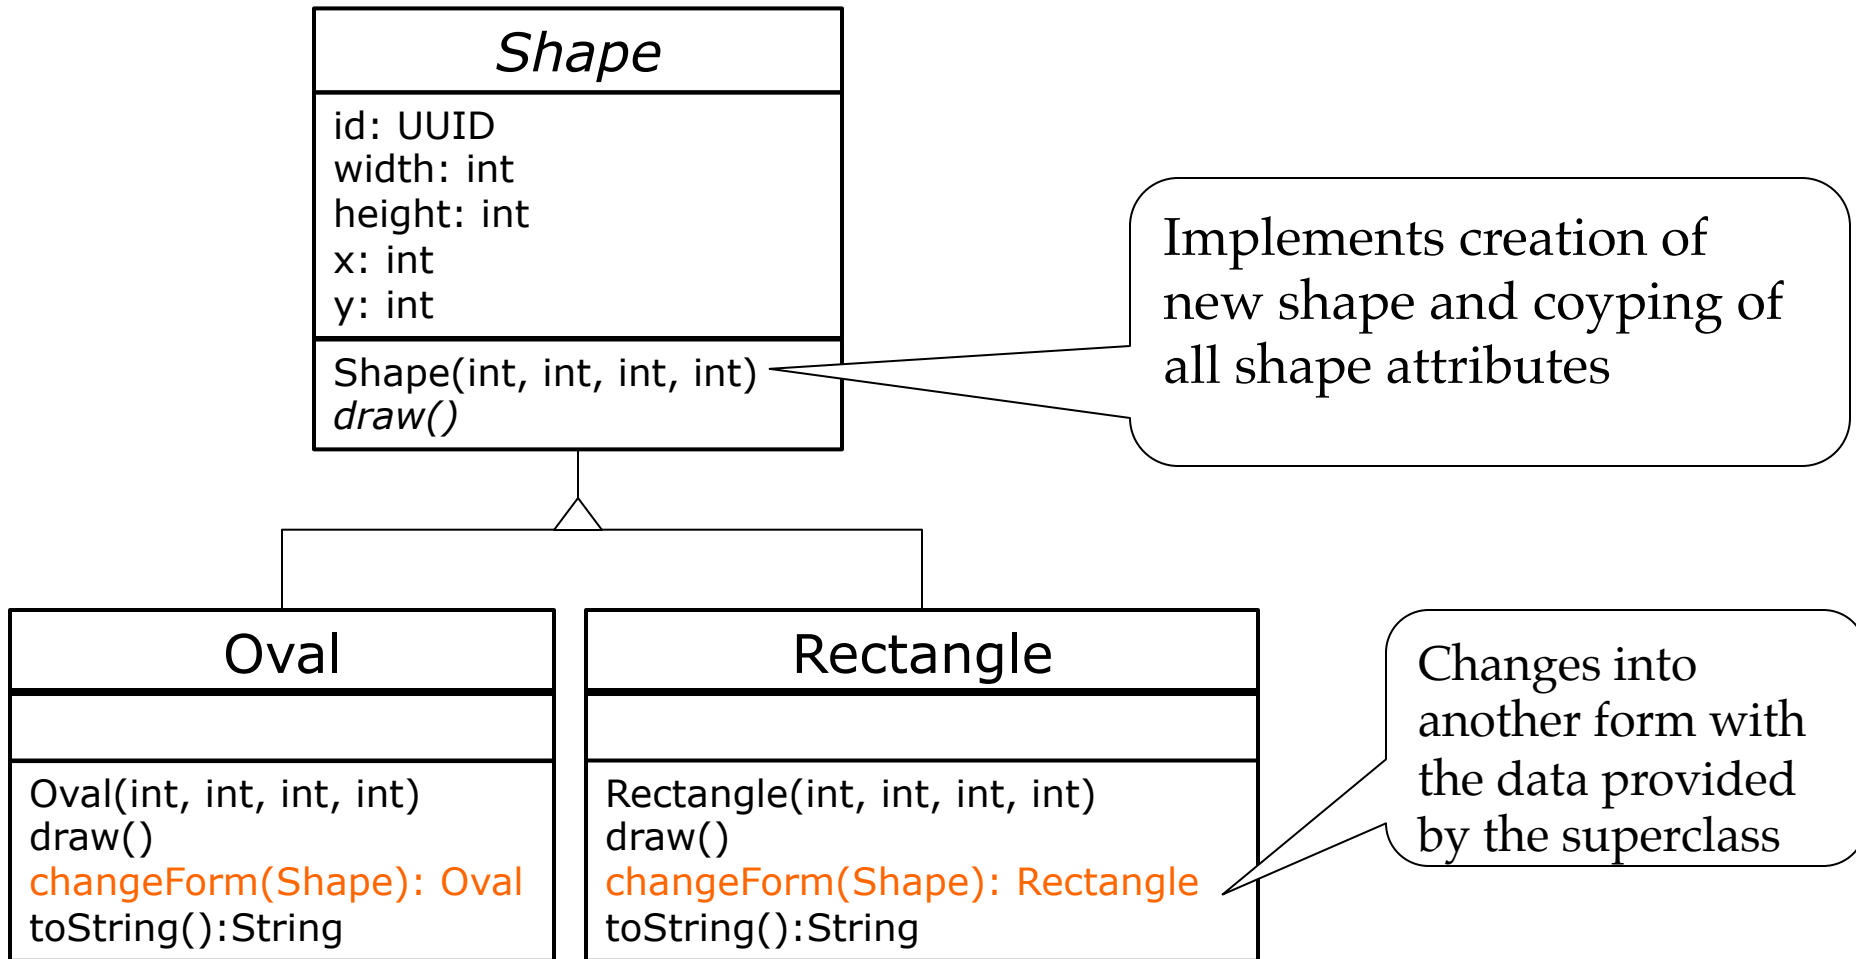 Shape
id: UUID
width: int
height: int
x: int
y: int
Shape(int, int, int, int)
draw()
Implements creation of
new shape and coyping of
all shape attributes
Oval
Oval(int, int, int, int)
draw()
changeForm(Shape): Oval
toString():String
Rectangle
Rectangle(int, int, int, int)
draw()
changeForm(Shape): Rectangle
toString():String
Changes into
another form with
the data provided
by the superclass